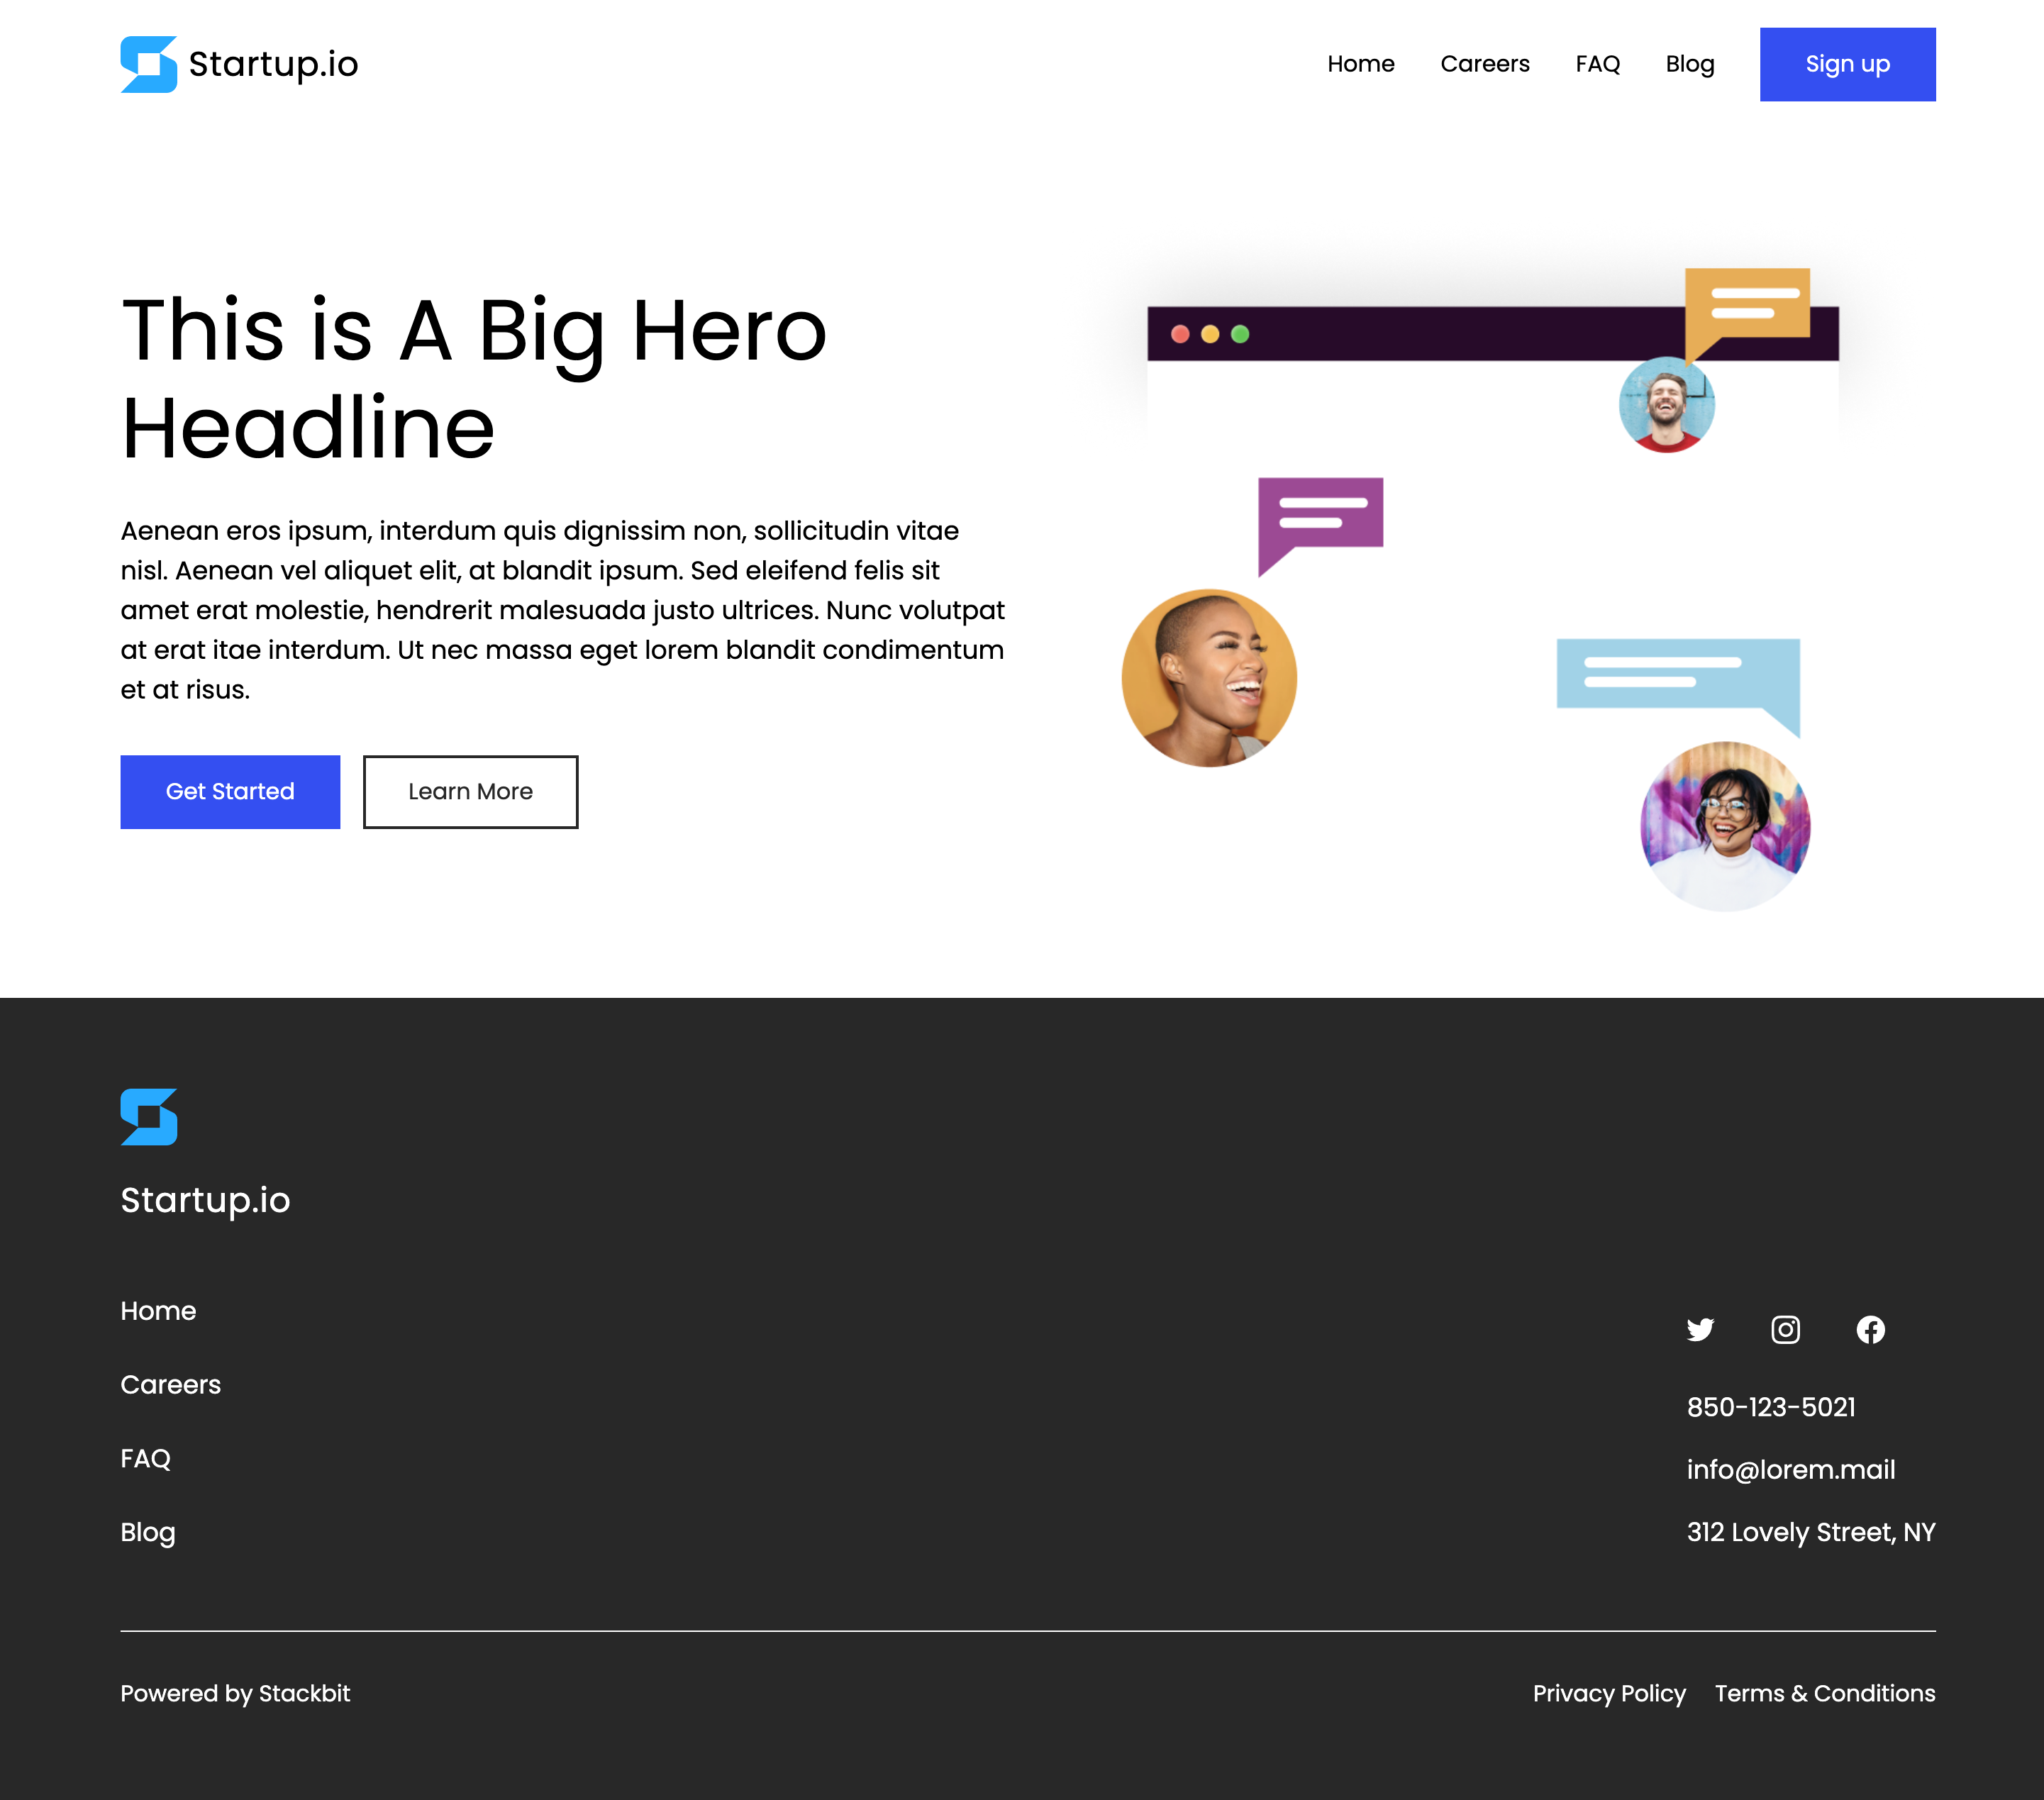 Startup.io
Home Careers FAQ Blog Sign up
This is A Big Hero
Headline
Aenean eros ipsum, interdum quis dignissim non, sollicitudin vitae
nisl. Aenean vel aliquet elit, at blandit ipsum. Sed eleifend felis sit
amet erat molestie, hendrerit malesuada justo ultrices. Nunc volutpat
at erat itae interdum. Ut nec massa eget lorem blandit condimentum
et at risus.
Get Started Learn More
Startup.io
Home
Careers
FAQ
Blog
850-123-5021
info@lorem.mail
312 Lovely Street, NY
Powered by Stackbit
Privacy Policy Terms & Conditions